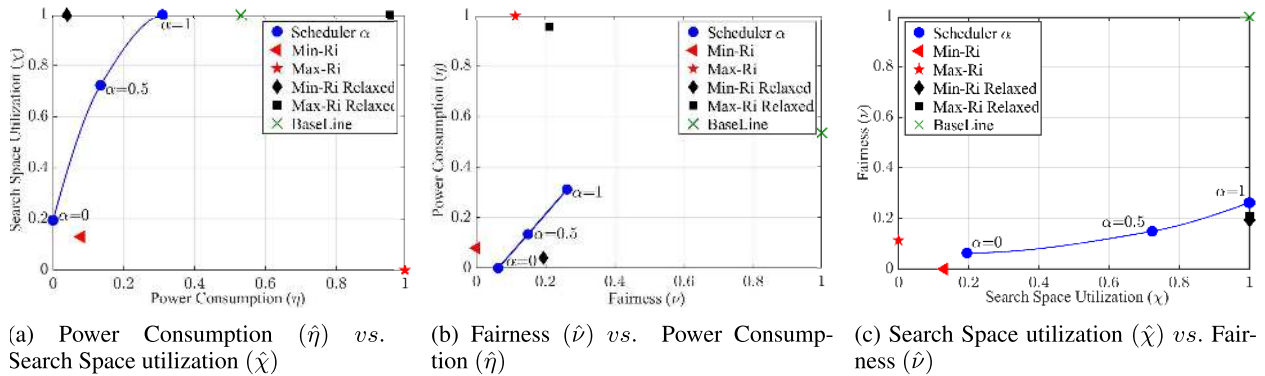 1
0.8
0.6
0.4
0.2
0
Search Space Utilization (χ)
α=1
α=0.5
α=0
Scheduler α
Min-Ri
Max-Ri
Min-Ri Relaxed
Max-Ri Relaxed
BaseLine
0 0.2 0.4 0.6 0.8 1
Power Consumption (η)
(a) Power Consumption (η̂) vs.
Search Space utilization (χ̂)
1
0.8
0.6
0.4
0.2
0
Power Consumption (η)
Scheduler α
Min-Ri
Max-Ri
Min-Ri Relaxed
Max-Ri Relaxed
BaseLine
α=1
α=0.5
α=0
0 0.2 0.4 0.6 0.8 1
Fairness (ν)
(b) Fairness (ν̂) vs. Power Consump-
tion (η̂)
1
0.8
0.6
0.4
0.2
0
Fairness (ν)
Scheduler α
Min-Ri
Max-Ri
Min-Ri Relaxed
Max-Ri Relaxed
BaseLine
α=1
α=0.5
α=0
0 0.2 0.4 0.6 0.8 1
Search Space Utilization (χ)
(c) Search Space utilization (χ̂) vs. Fair-
ness (ν̂)